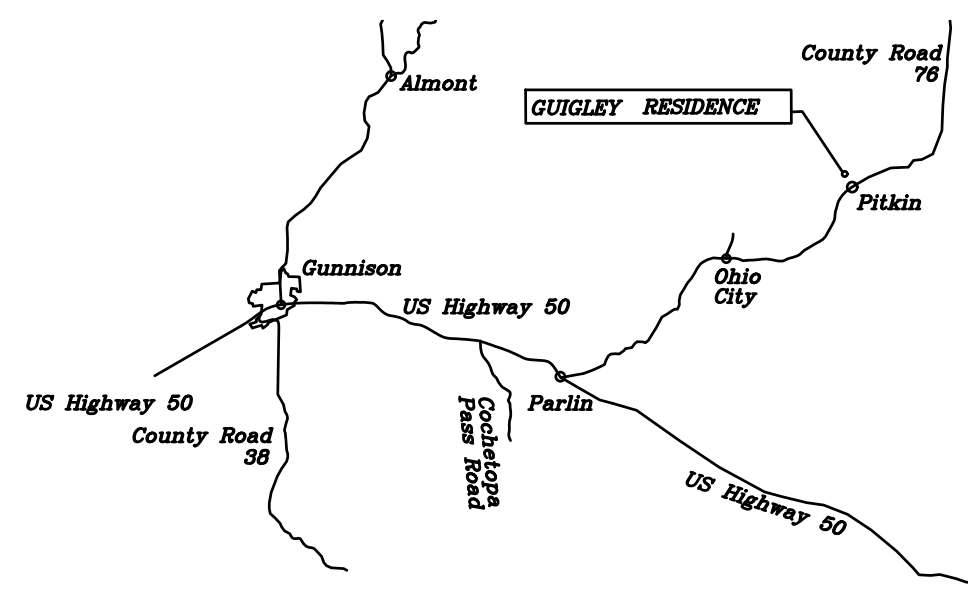 County Road
76
Almont
GUIGLEY RESIDENCE
Pitkin
Gunnison
Ohio
City
US Highway 50
US Highway 50
Parlin
Cochetopa
Pass Road
County Road
38
US Highway 50